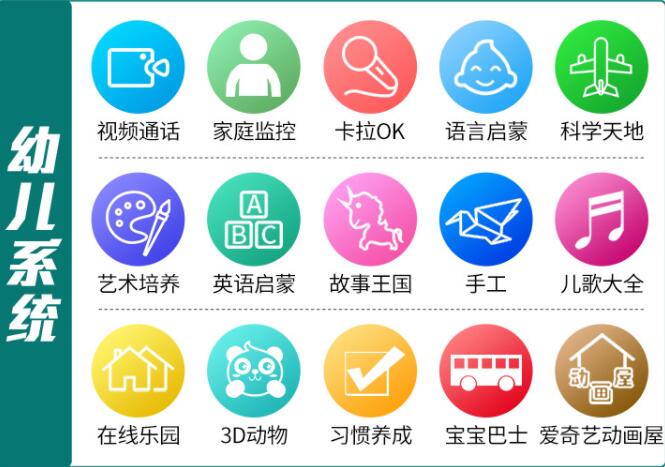 幼儿系统
视频通话 家庭监控 卡拉OK 语言启蒙 科学天地
A
BC
艺术培养 英语启蒙 故事王国 手工 儿歌大全
动画屋
在线乐园 3D动物 习惯养成 宝宝巴士 爱奇艺动画屋